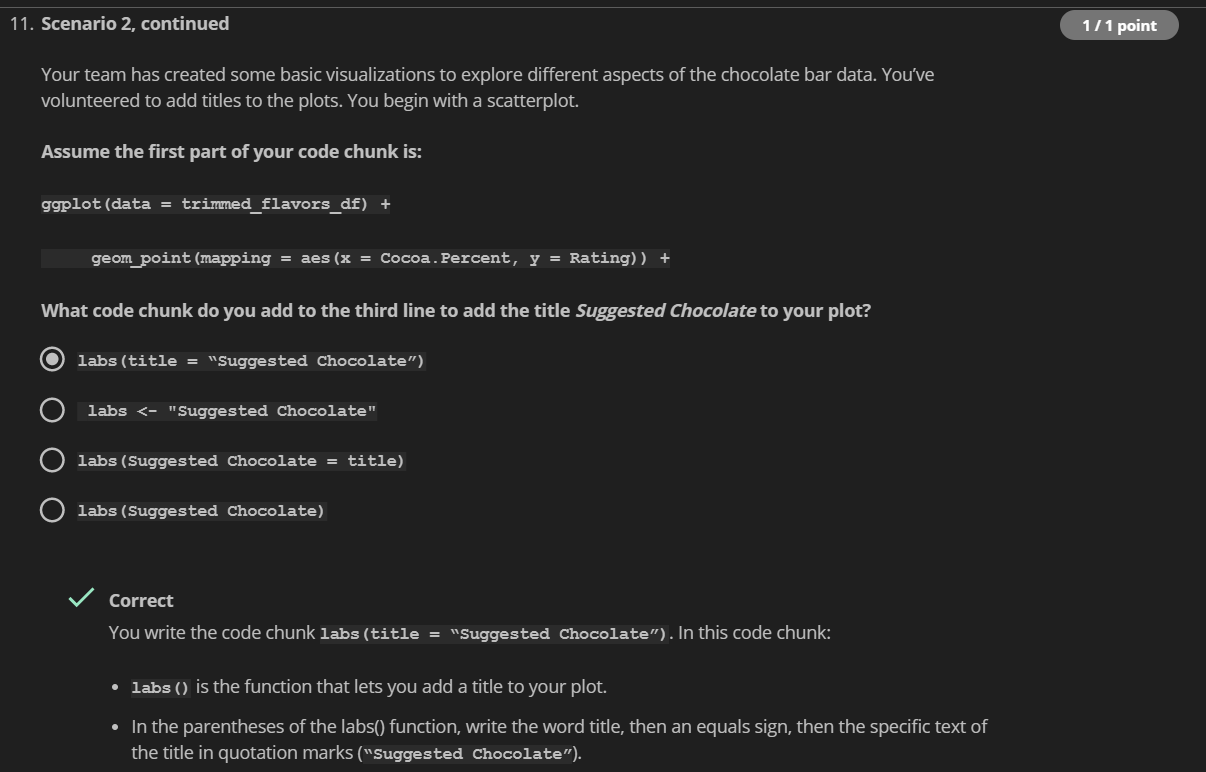 11. Scenario 2, continued
1 / 1 point
Your team has created some basic visualizations to explore different aspects of the chocolate bar data. You’ve
volunteered to add titles to the plots. You begin with a scatterplot.
Assume the first part of your code chunk is:
ggplot(data = trimmed_flavors_df) +
geom_point(mapping = aes(x = Cocoa.Percent, y = Rating)) +
What code chunk do you add to the third line to add the title Suggested Chocolate to your plot?
labs(title = “Suggested Chocolate”)
labs <- "Suggested Chocolate"
labs(Suggested Chocolate = title)
labs(Suggested Chocolate)
Correct
You write the code chunk labs(title = “Suggested Chocolate”). In this code chunk:
• labs() is the function that lets you add a title to your plot.
• In the parentheses of the labs() function, write the word title, then an equals sign, then the specific text of
the title in quotation marks (“Suggested Chocolate”).